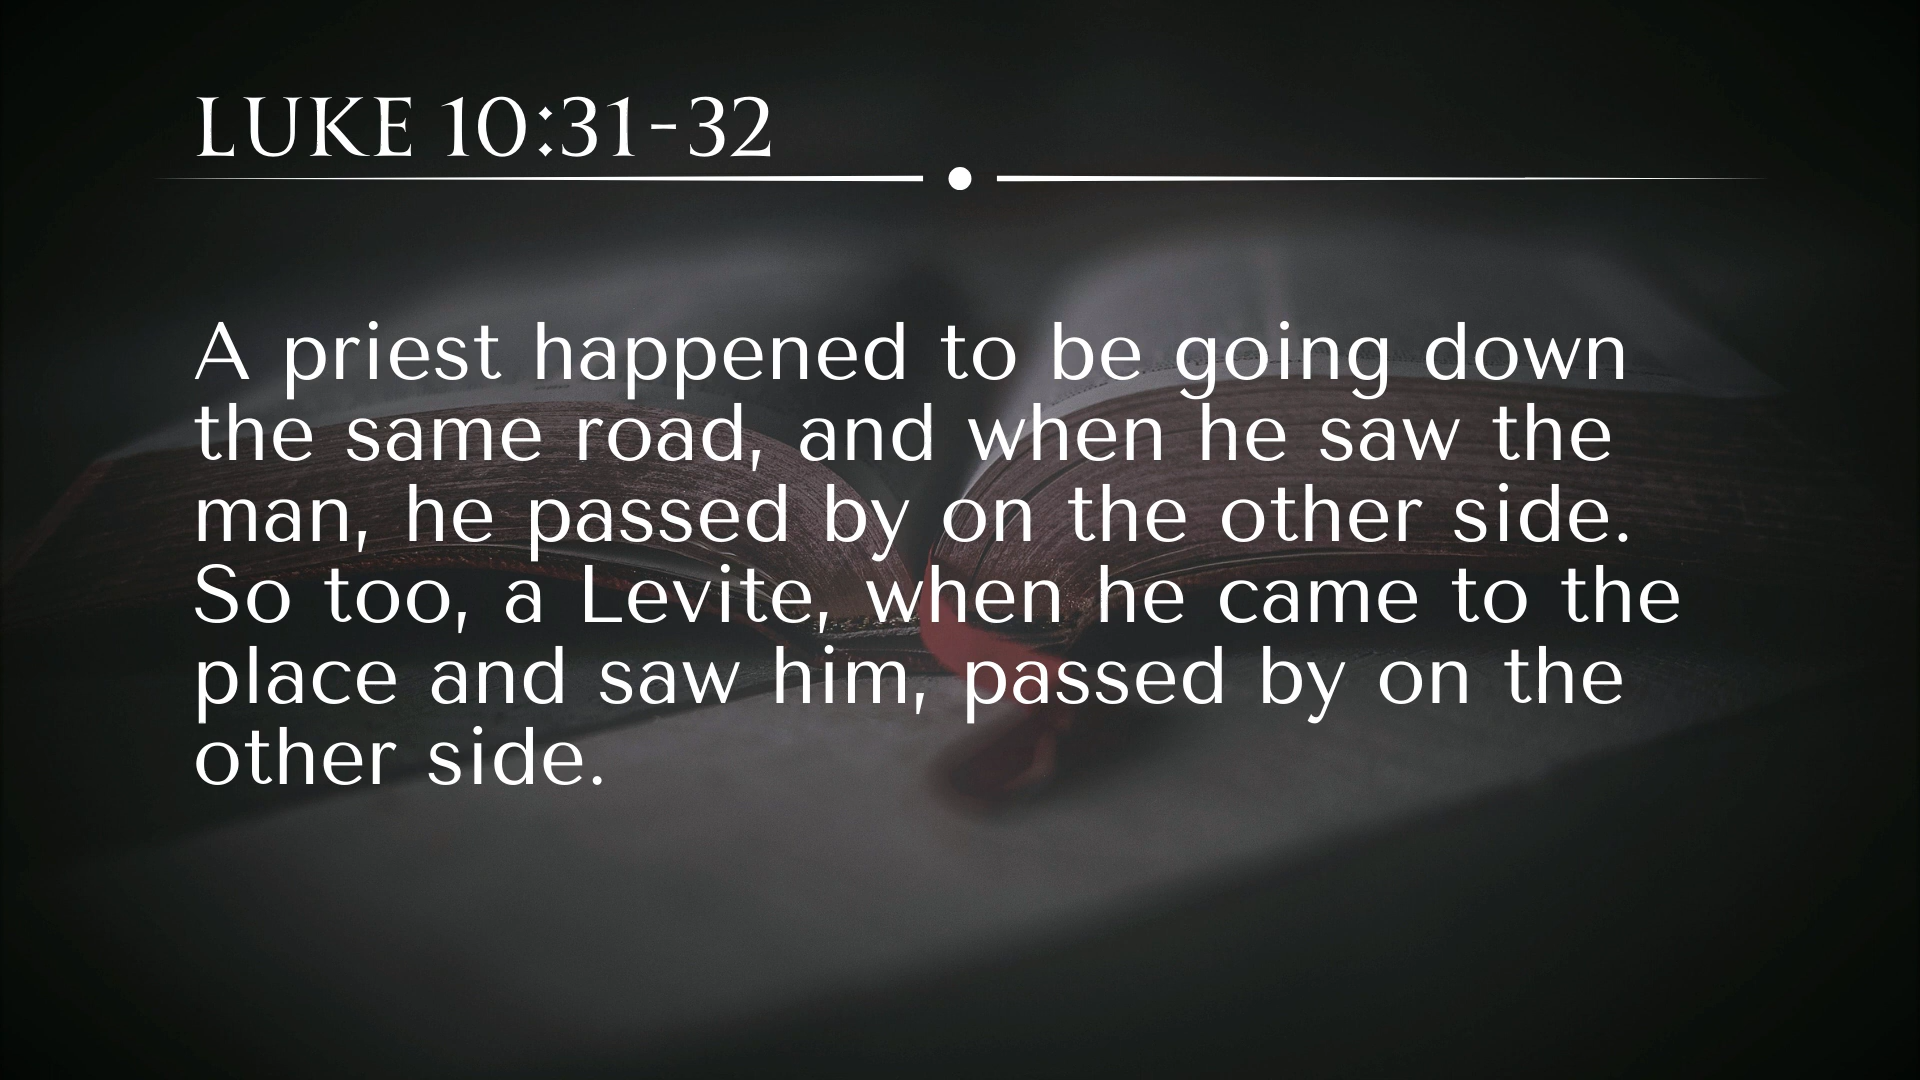 LUKE 10:31-32
A priest happened to be going down
the same road, and when he saw the
man, he passed by on the other side.
So too, a Levite, when he came to the
place and saw him, passed by on the
other side.